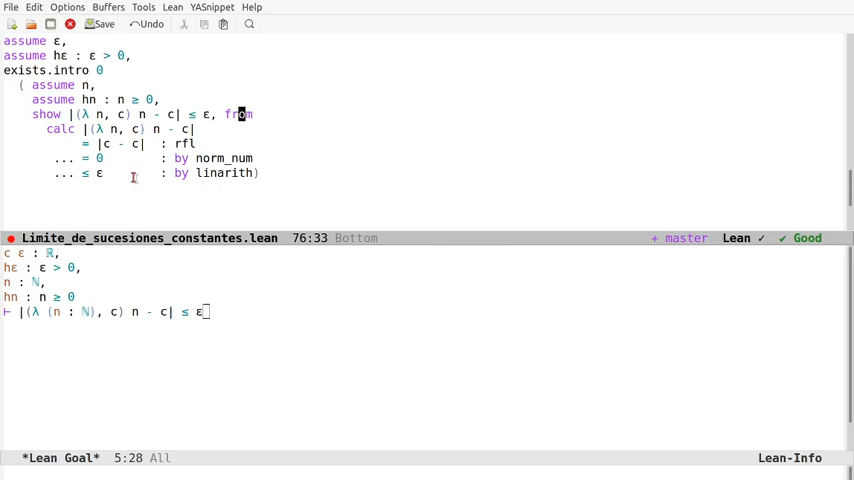 File Edit Options Buffers Tools Lean YASnippet Help
Save Undo
assume ε,
assume hε : ε > 0,
exists.intro 0
( assume n,
assume hn : n ≥ 0,
show |(λ n, c) n - c| ≤ ε, from
calc |(λ n, c) n - c|
= |c - c| : rfl
... = 0 : by norm_num
... ≤ ε : by linarith)
Limite_de_sucesiones_constantes.lean 76:33 Bottom + master Lean ✓ ✔ Good
c ε : ℝ,
hε : ε > 0,
n : ℕ,
hn : n ≥ 0
⊢ |(λ (n : ℕ), c) n - c| ≤ ε
*Lean Goal* 5:28 All Lean-Info